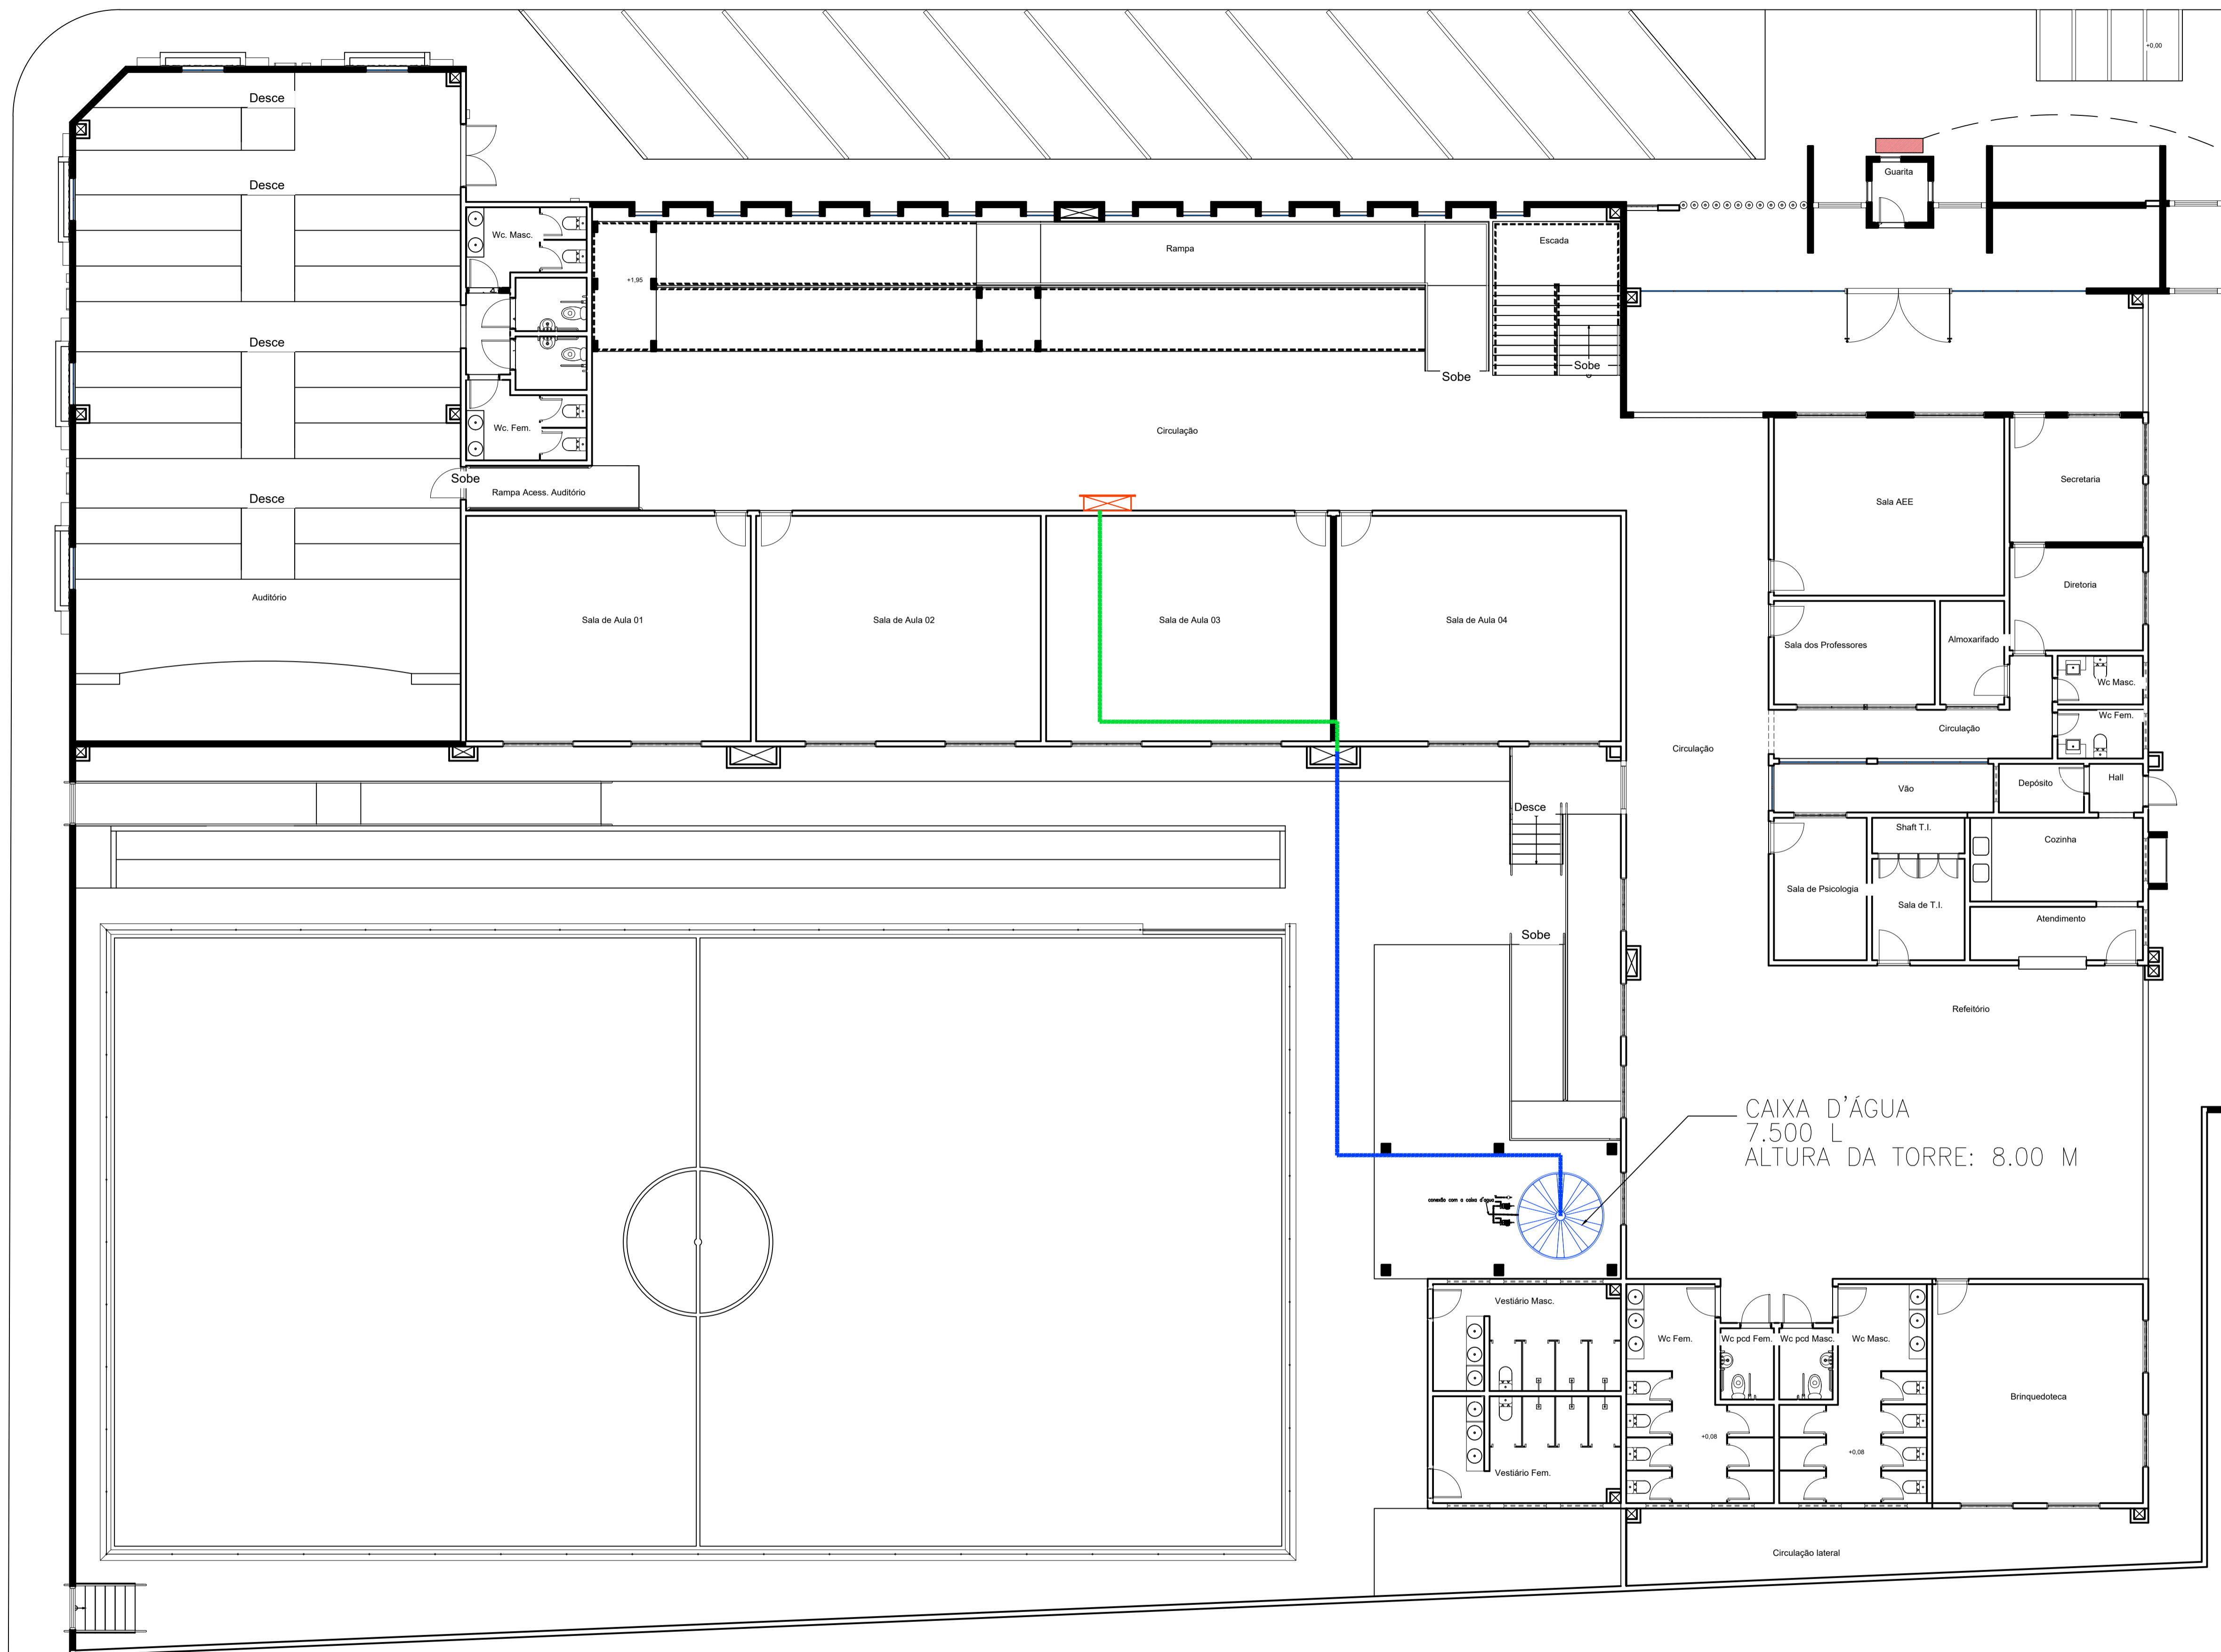 +0,00
Desce
Guarita
Desce
Wc. Masc.
Escada
Rampa
+1,95
Desce
Sobe
Sobe
Wc. Fem.
Circulação
Sobe
Secretaria
Rampa Acess. Auditório
Desce
Sala AEE
Diretoria
Auditório
Sala de Aula 01
Sala de Aula 02
Sala de Aula 03
Sala de Aula 04
Almoxarifado
Sala dos Professores
Wc Masc.
Wc Fem.
Circulação
Circulação
Hall
Depósito
Vão
Desce
Shaft T.I.
Cozinha
Sala de Psicologia
Sala de T.I.
Atendimento
Sobe
Refeitório
CAIXA D'ÁGUA
7.500 L
ALTURA DA TORRE: 8.00 M
conexão com a caixa d'agua
Vestiário Masc.
Wc Fem.
Wc pcd Fem.
Wc pcd Masc.
Wc Masc.
Brinquedoteca
+0,08
+0,08
Vestiário Fem.
Circulação lateral